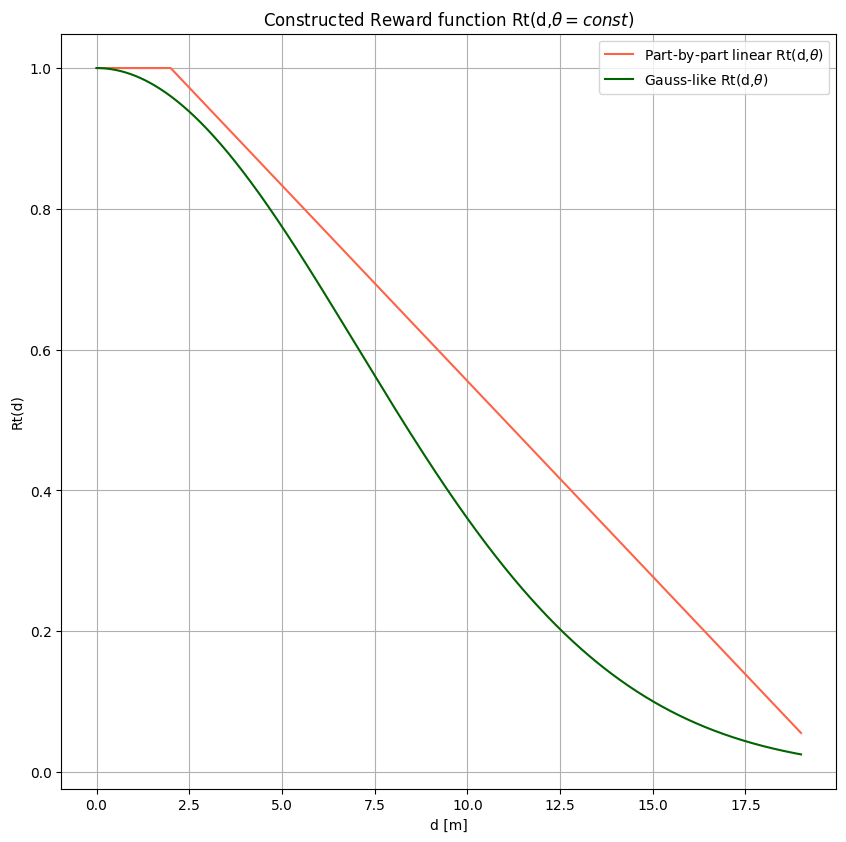 Constructed Reward function Rt(d,θ = const)
Part-by-part linear Rt(d,θ)
Gauss-like Rt(d,θ)
1.0
0.8
0.6
0.4
0.2
0.0
Rt(d)
0.0 2.5 5.0 7.5 10.0 12.5 15.0 17.5
d [m]